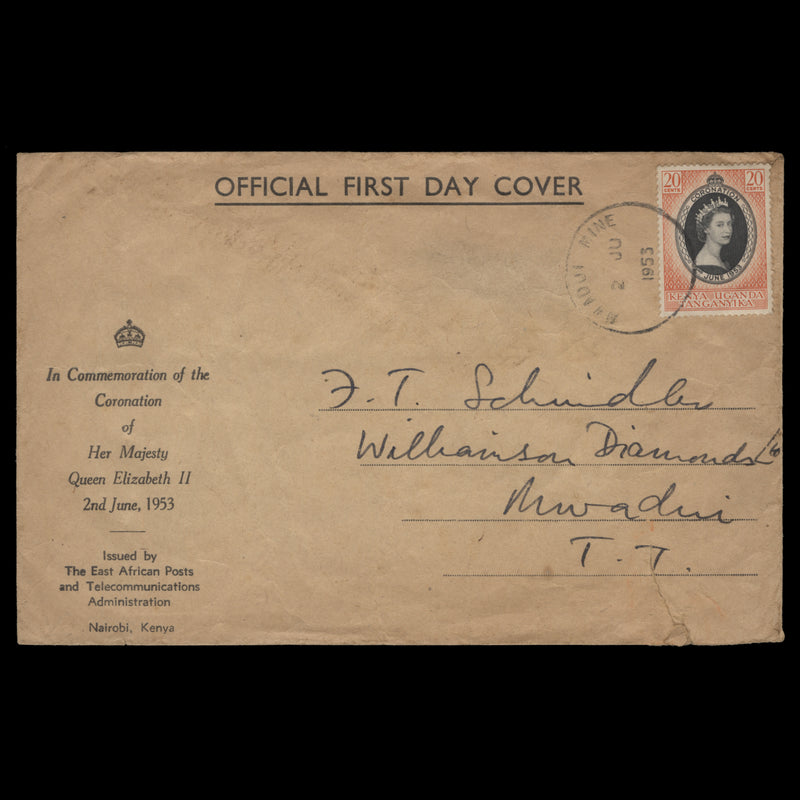 OFFICIAL FIRST DAY COVER
20 CENTS 20 CENTS
CORONATION
JUNE 1953
KENYA UGANDA
TANGANYIKA
MWADUI MINE
2 JU
1953
In Commemoration of the
Coronation
of
Her Majesty
Queen Elizabeth II
2nd June, 1953
Issued by
The East African Posts
and Telecommunications
Administration
Nairobi, Kenya
F. T. Schindler
Williamson Diamonds
Mwadui
T. T.